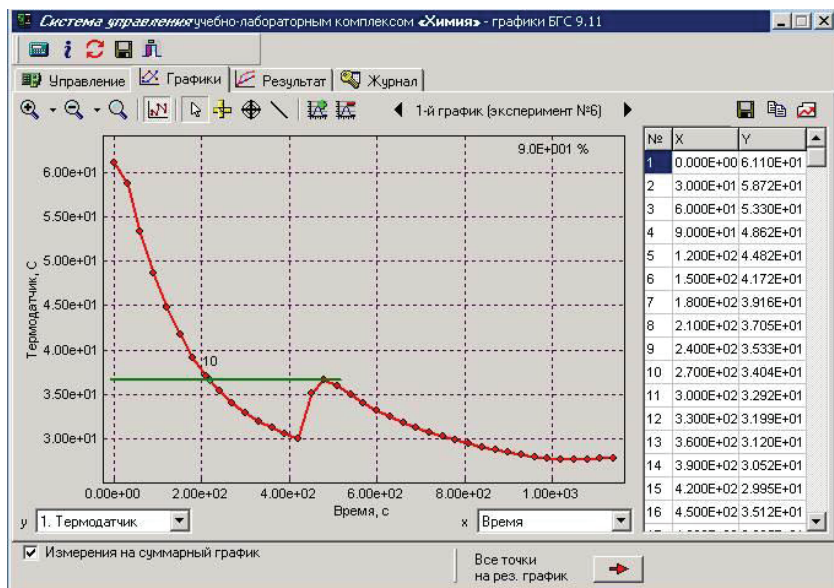 Система управления учебно-лабораторным комплексом «Химия» - графики БГС 9.11
Управление Графики Результат Журнал
1-й график (эксперимент №6)
9.0E+001 %
Термодатчик, С
6.00e+01
5.50e+01
5.00e+01
4.50e+01
4.00e+01
3.50e+01
3.00e+01
10
0.00e+00 2.00e+02 4.00e+02 6.00e+02 8.00e+02 1.00e+03
Время, с
y 1. Термодатчик x Время
№ X Y
1 0.000E+00 6.110E+01
2 3.000E+01 5.872E+01
3 6.000E+01 5.330E+01
4 9.000E+01 4.862E+01
5 1.200E+02 4.482E+01
6 1.500E+02 4.172E+01
7 1.800E+02 3.916E+01
8 2.100E+02 3.705E+01
9 2.400E+02 3.533E+01
10 2.700E+02 3.404E+01
11 3.000E+02 3.292E+01
12 3.300E+02 3.199E+01
13 3.600E+02 3.120E+01
14 3.900E+02 3.052E+01
15 4.200E+02 2.995E+01
16 4.500E+02 3.512E+01
Измерения на суммарный график
Все точки
на рез. график